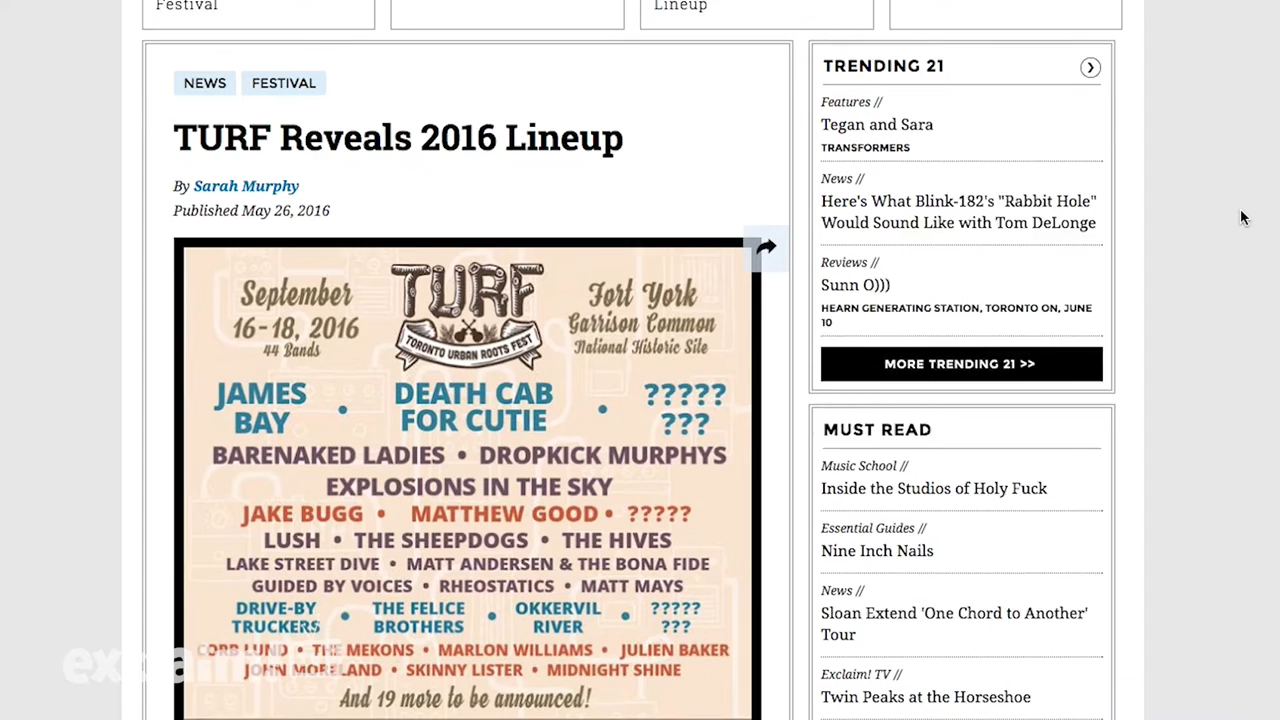 Festival
Lineup
NEWS
FESTIVAL
TURF Reveals 2016 Lineup
By Sarah Murphy
Published May 26, 2016
September
16-18, 2016
44 Bands
TURF
TORONTO URBAN ROOTS FEST
Fort York
Garrison Common
National Historic Site
JAMES
BAY
•
DEATH CAB
FOR CUTIE
•
?????
???
BARENAKED LADIES • DROPKICK MURPHYS
EXPLOSIONS IN THE SKY
JAKE BUGG • MATTHEW GOOD • ?????
LUSH • THE SHEEPDOGS • THE HIVES
LAKE STREET DIVE • MATT ANDERSEN & THE BONA FIDE
GUIDED BY VOICES • RHEOSTATICS • MATT MAYS
DRIVE-BY
TRUCKERS
•
THE FELICE
BROTHERS
•
OKKERVIL
RIVER
•
?????
???
CORB LUND • THE MEKONS • MARLON WILLIAMS • JULIEN BAKER
JOHN MORELAND • SKINNY LISTER • MIDNIGHT SHINE
And 19 more to be announced!
TRENDING 21
Features //
Tegan and Sara
TRANSFORMERS
News //
Here's What Blink-182's "Rabbit Hole"
Would Sound Like with Tom DeLonge
Reviews //
Sunn O)))
HEARN GENERATING STATION, TORONTO ON, JUNE
10
MORE TRENDING 21 >>
MUST READ
Music School //
Inside the Studios of Holy Fuck
Essential Guides //
Nine Inch Nails
News //
Sloan Extend 'One Chord to Another'
Tour
Exclaim! TV //
Twin Peaks at the Horseshoe